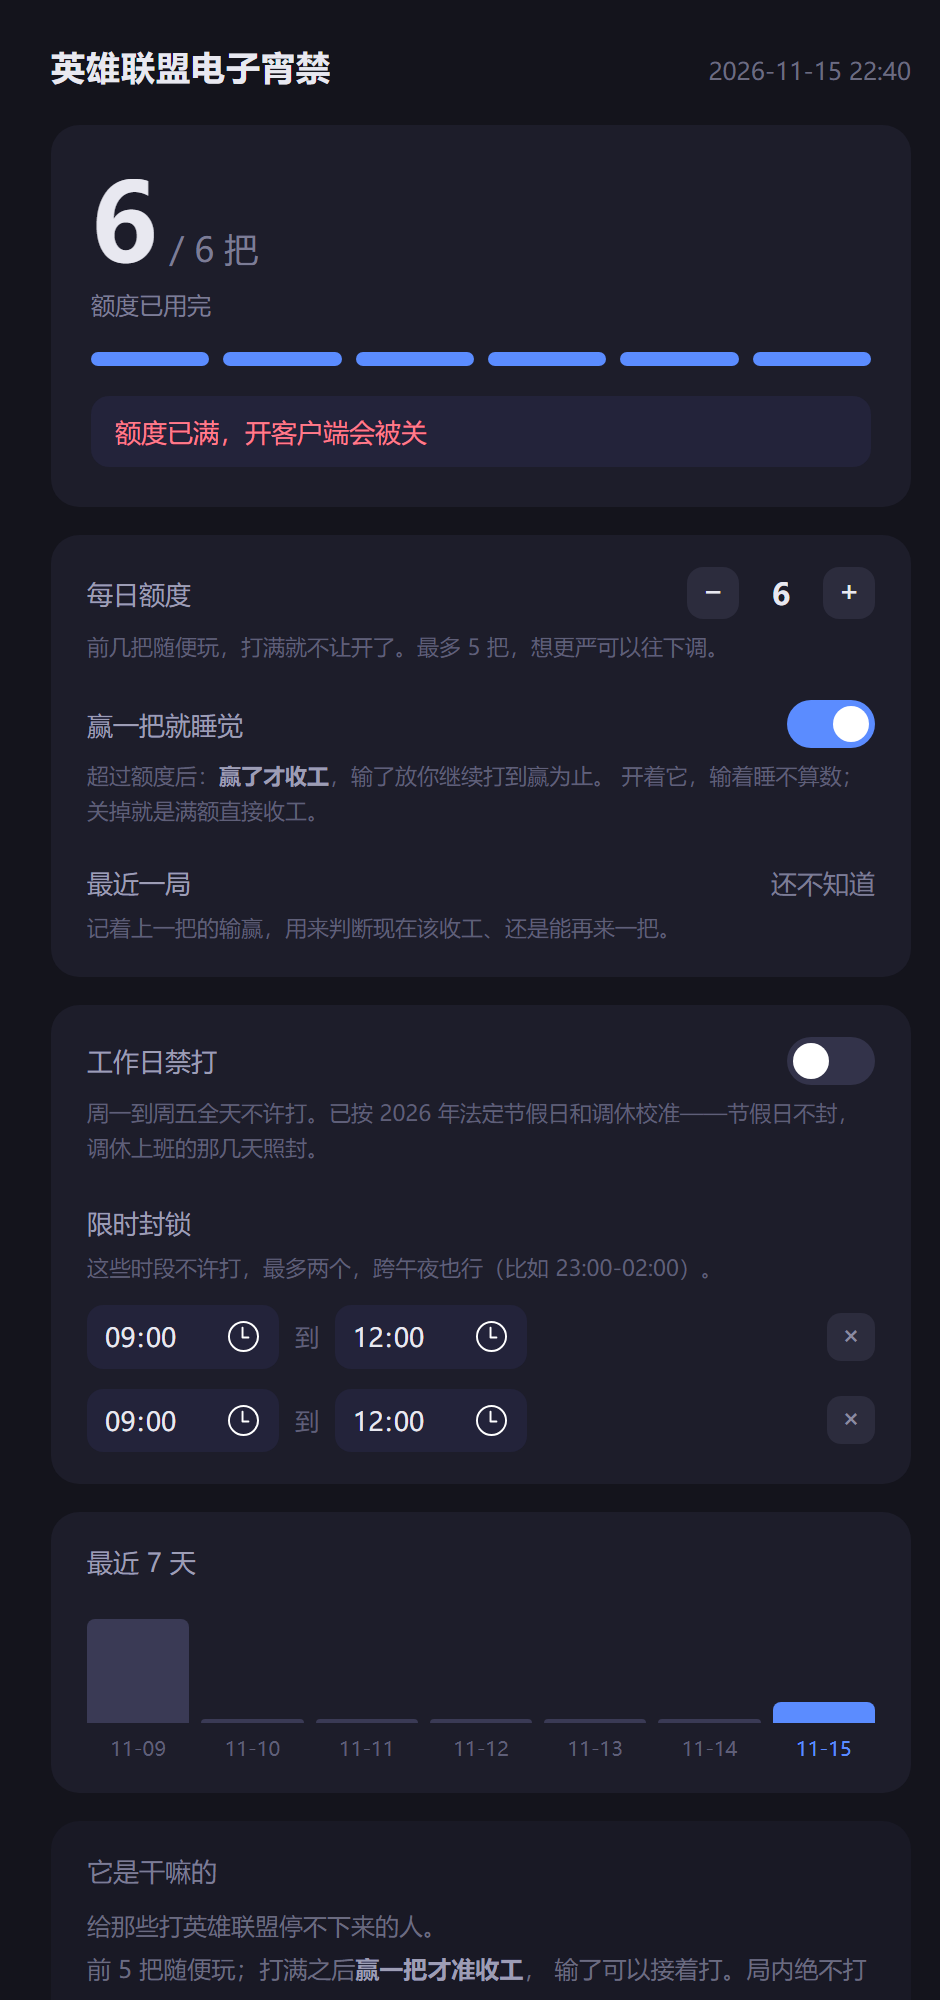 英雄联盟电子宵禁
2026-11-15 22:40
6 / 6 把
额度已用完
额度已满，开客户端会被关
每日额度
− 6 +
前几把随便玩，打满就不让开了。最多 5 把，想更严可以往下调。
赢一把就睡觉
超过额度后：赢了才收工，输了放你继续打到赢为止。 开着它，输着睡不算数；
关掉就是满额直接收工。
最近一局
还不知道
记着上一把的输赢，用来判断现在该收工、还是能再来一把。
工作日禁打
周一到周五全天不许打。已按 2026 年法定节假日和调休校准——节假日不封，
调休上班的那几天照封。
限时封锁
这些时段不许打，最多两个，跨午夜也行（比如 23:00-02:00）。
09:00 到 12:00 ×
09:00 到 12:00 ×
最近 7 天
11-09 11-10 11-11 11-12 11-13 11-14 11-15
它是干嘛的
给那些打英雄联盟停不下来的人。
前 5 把随便玩；打满之后赢一把才准收工， 输了可以接着打。局内绝不打